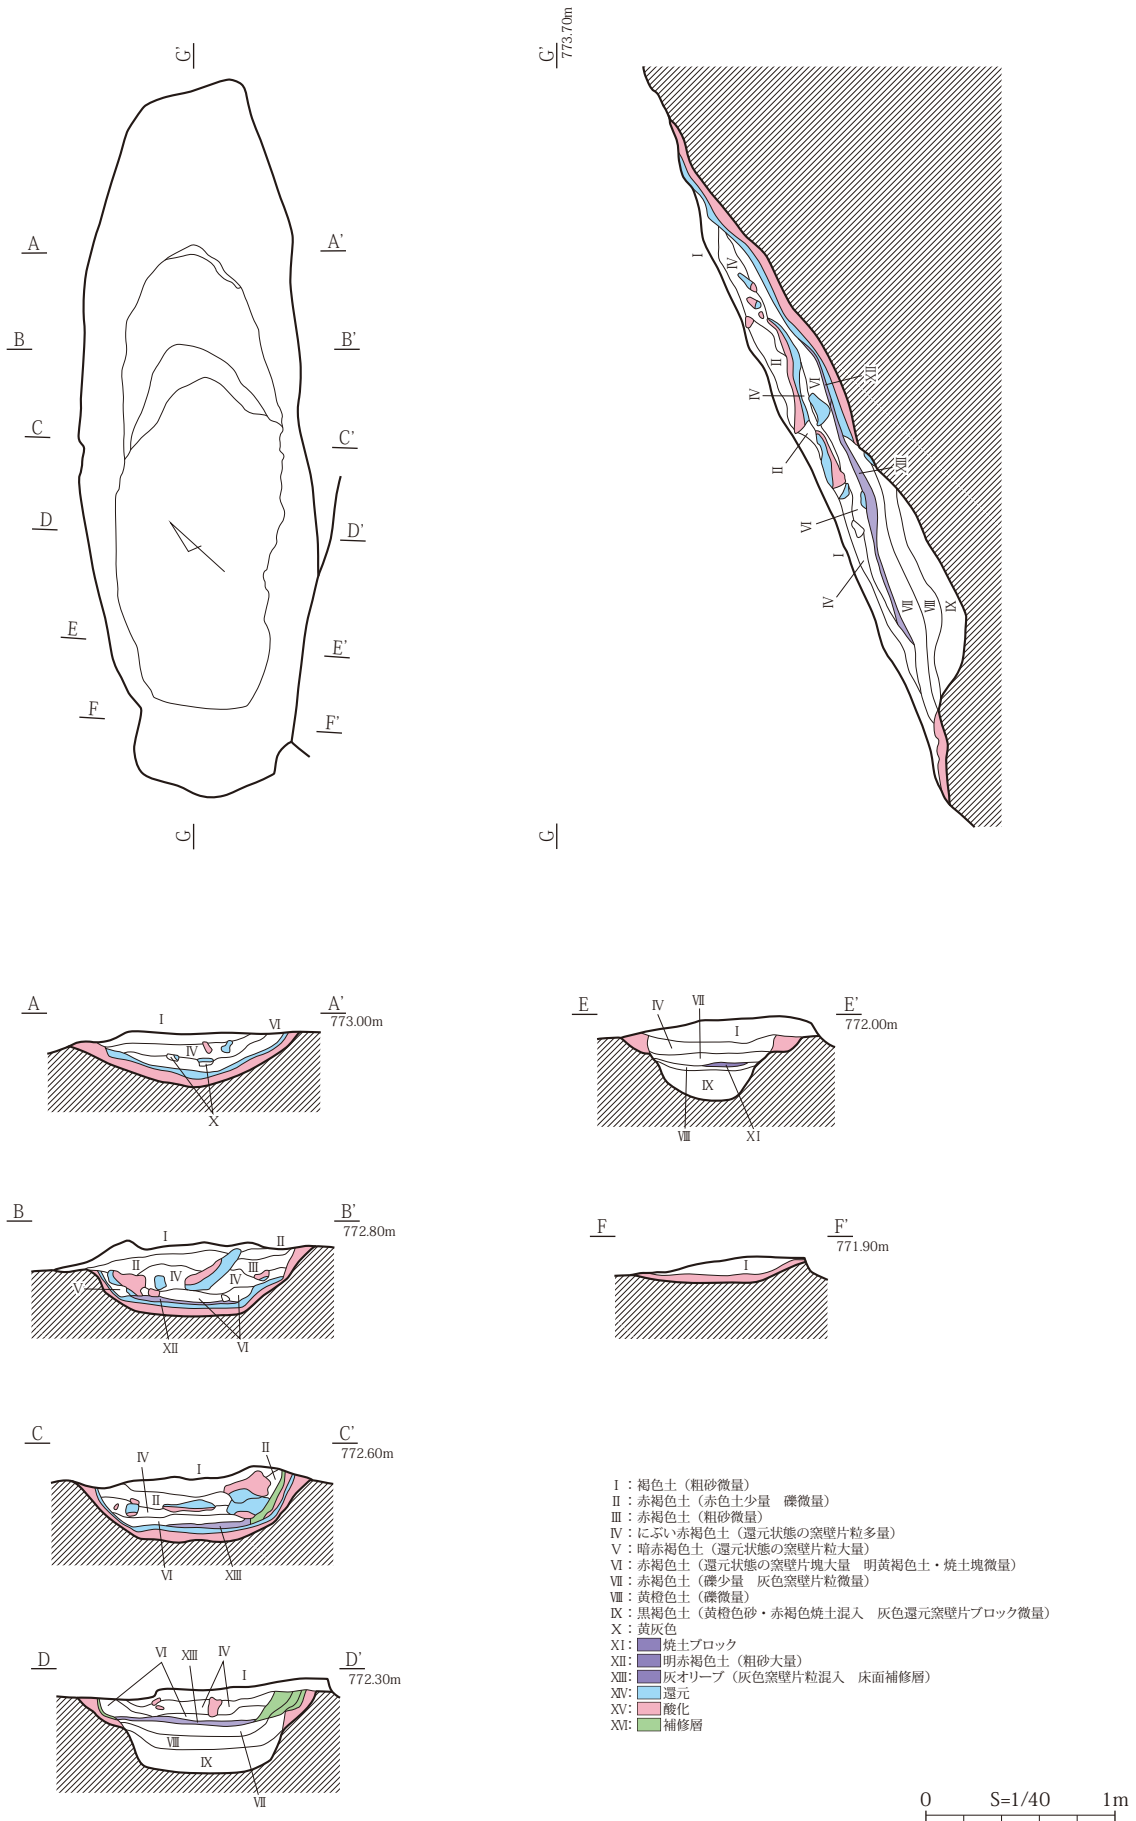 G'
G'
773.70m
A
A'
B
B'
C
C'
D
D'
E
E'
F
F'
G
G
I
Ⅳ
Ⅱ
Ⅳ
Ⅵ
XII
Ⅱ
XIII
Ⅵ
I
Ⅳ
Ⅶ
Ⅷ
Ⅸ
A
A'
773.00m
I
Ⅵ
Ⅳ
X
E
E'
772.00m
Ⅳ
Ⅶ
I
Ⅸ
Ⅷ
XI
B
B'
772.80m
I
Ⅱ
Ⅱ
Ⅳ
Ⅳ
Ⅲ
V
XII
Ⅵ
F
F'
771.90m
I
C
C'
772.60m
Ⅳ
I
Ⅱ
Ⅱ
Ⅵ
XIII
D
D'
772.30m
Ⅵ
XIII
Ⅳ
I
Ⅷ
Ⅸ
Ⅶ
Ⅰ：褐色土（粗砂微量）
Ⅱ：赤褐色土（赤色土少量　礫微量）
Ⅲ：赤褐色土（粗砂微量）
Ⅳ：にぶい赤褐色土（還元状態の窯壁片粒多量）
Ⅴ：暗赤褐色土（還元状態の窯壁片粒大量）
Ⅵ：赤褐色土（還元状態の窯壁片塊大量　明黄褐色土・焼土塊微量）
Ⅶ：赤褐色土（礫少量　灰色窯壁片粒微量）
Ⅷ：黄橙色土（礫微量）
Ⅸ：黒褐色土（黄橙色砂・赤褐色焼土混入　灰色還元窯壁片ブロック微量）
Ⅹ：黄灰色
XI：焼土ブロック
XII：明赤褐色土（粗砂大量）
XIII：灰オリーブ（灰色窯壁片粒混入　床面補修層）
XIV：還元
XV：酸化
XVI：補修層
0　S=1/40　1m